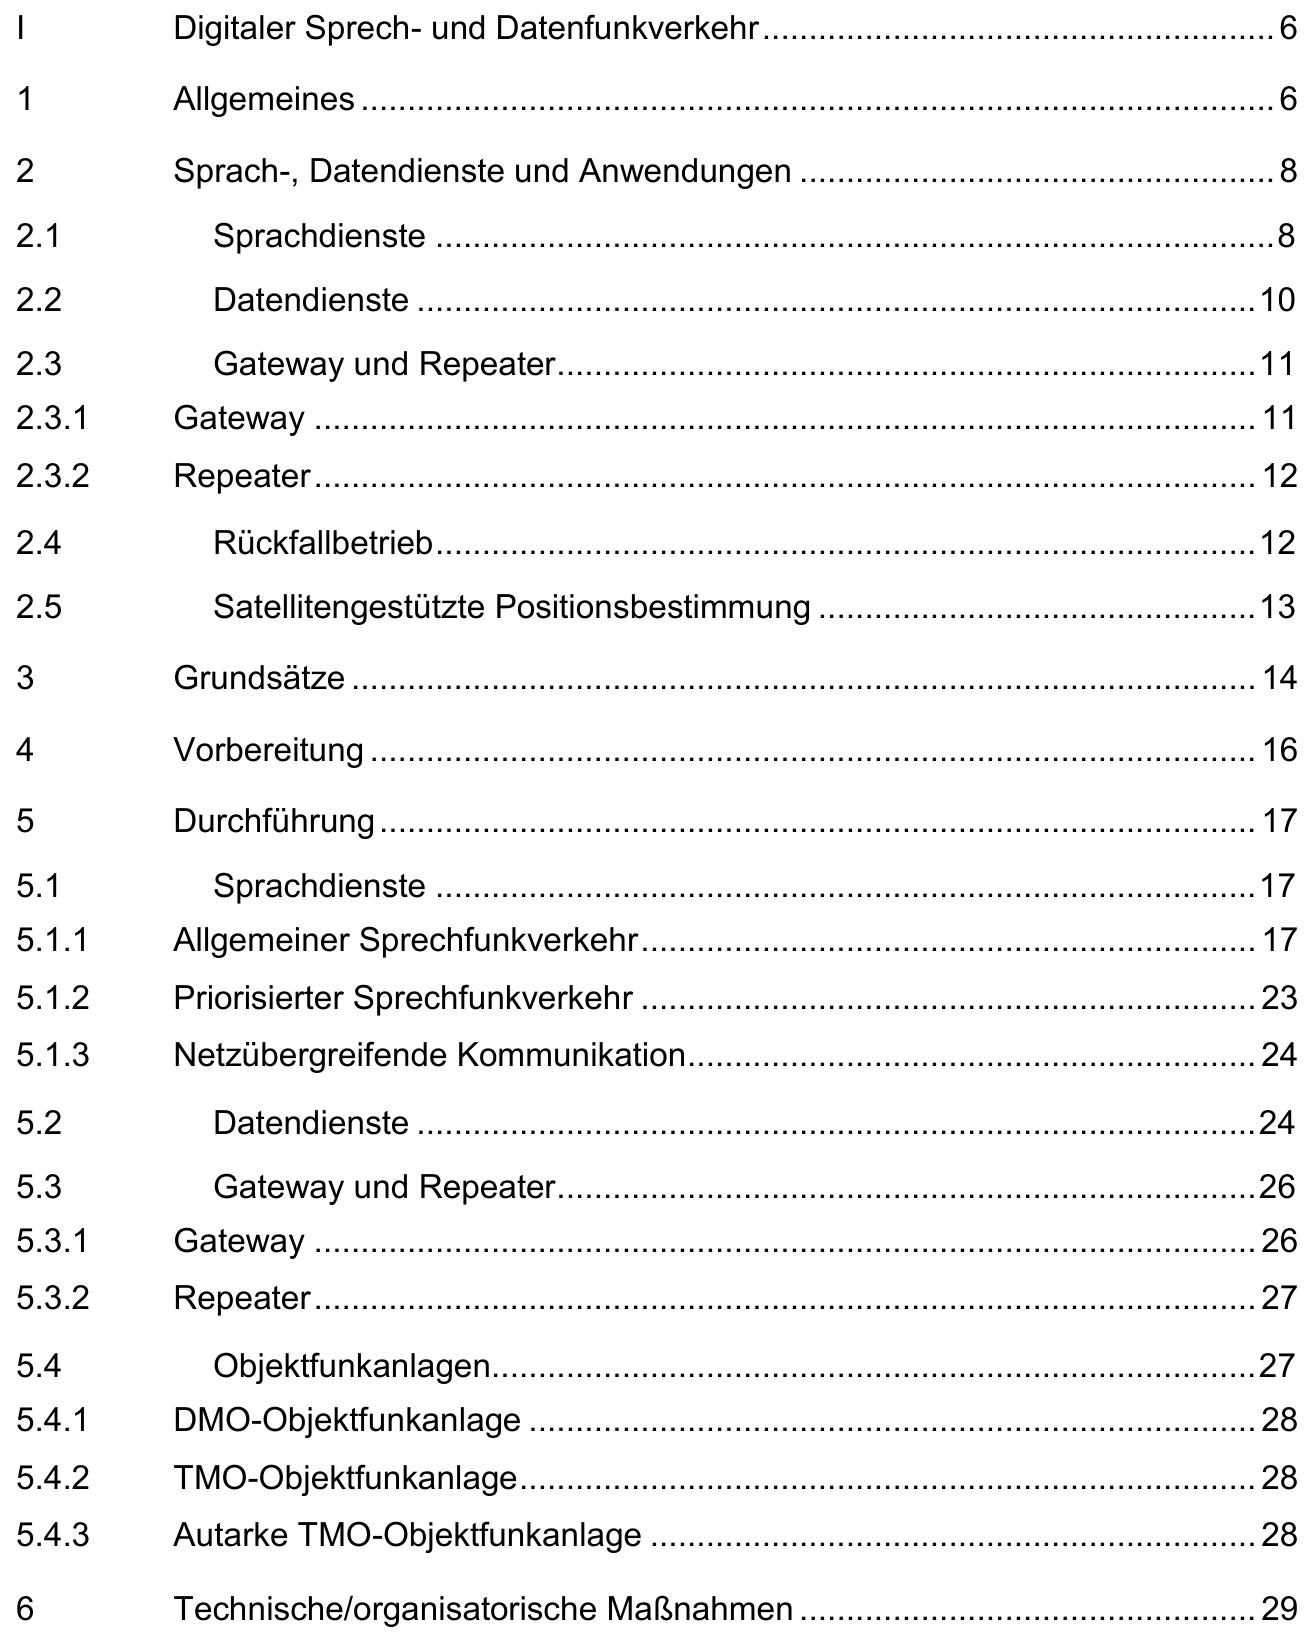 I Digitaler Sprech- und Datenfunkverkehr 6
1 Allgemeines 6
2 Sprach-, Datendienste und Anwendungen 8
2.1 Sprachdienste 8
2.2 Datendienste 10
2.3 Gateway und Repeater 11
2.3.1 Gateway 11
2.3.2 Repeater 12
2.4 Rückfallbetrieb 12
2.5 Satellitengestützte Positionsbestimmung 13
3 Grundsätze 14
4 Vorbereitung 16
5 Durchführung 17
5.1 Sprachdienste 17
5.1.1 Allgemeiner Sprechfunkverkehr 17
5.1.2 Priorisierter Sprechfunkverkehr 23
5.1.3 Netzübergreifende Kommunikation 24
5.2 Datendienste 24
5.3 Gateway und Repeater 26
5.3.1 Gateway 26
5.3.2 Repeater 27
5.4 Objektfunkanlagen 27
5.4.1 DMO-Objektfunkanlage 28
5.4.2 TMO-Objektfunkanlage 28
5.4.3 Autarke TMO-Objektfunkanlage 28
6 Technische/organisatorische Maßnahmen 29